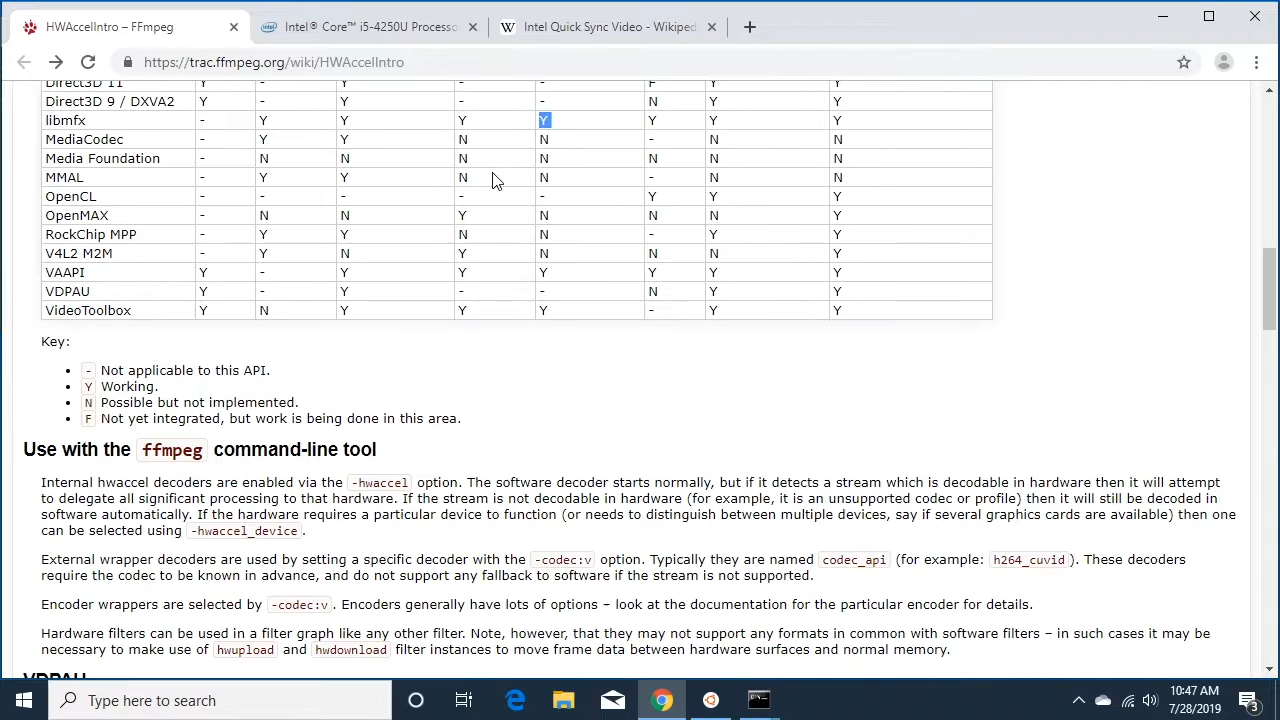 HWAccelIntro – FFmpeg
Intel® Core™ i5-4250U Processo
Intel Quick Sync Video - Wikiped
https://trac.ffmpeg.org/wiki/HWAccelIntro
Direct3D 11 Y - Y - - F Y Y
Direct3D 9 / DXVA2 Y - Y - - N Y Y
libmfx - Y Y Y Y Y Y Y
MediaCodec - Y Y N N - N N
Media Foundation - N N N N N N N
MMAL - Y Y N N - N N
OpenCL - - - - - Y Y Y
OpenMAX - N N Y N N N Y
RockChip MPP - Y Y N N - Y Y
V4L2 M2M - Y N Y N N N Y
VAAPI Y - Y Y Y Y Y Y
VDPAU Y - Y - - N Y Y
VideoToolbox Y N Y Y Y - Y Y
Key:
- Not applicable to this API.
Y Working.
N Possible but not implemented.
F Not yet integrated, but work is being done in this area.
Use with the ffmpeg command-line tool
Internal hwaccel decoders are enabled via the -hwaccel option. The software decoder starts normally, but if it detects a stream which is decodable in hardware then it will attempt
to delegate all significant processing to that hardware. If the stream is not decodable in hardware (for example, it is an unsupported codec or profile) then it will still be decoded in
software automatically. If the hardware requires a particular device to function (or needs to distinguish between multiple devices, say if several graphics cards are available) then one
can be selected using -hwaccel_device.
External wrapper decoders are used by setting a specific decoder with the -codec:v option. Typically they are named codec_api (for example: h264_cuvid). These decoders
require the codec to be known in advance, and do not support any fallback to software if the stream is not supported.
Encoder wrappers are selected by -codec:v. Encoders generally have lots of options – look at the documentation for the particular encoder for details.
Hardware filters can be used in a filter graph like any other filter. Note, however, that they may not support any formats in common with software filters – in such cases it may be
necessary to make use of hwupload and hwdownload filter instances to move frame data between hardware surfaces and normal memory.
VDPAU
Type here to search
10:47 AM
7/28/2019
3